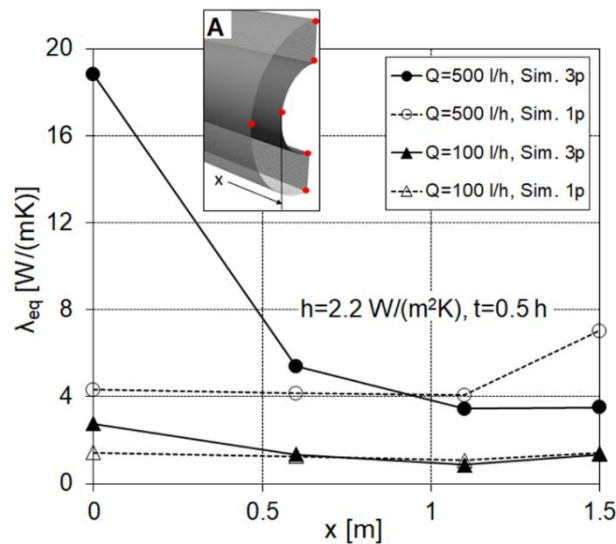 A
x
20
16
12
8
4
0
λeq [W/(mK)]
Q=500 l/h, Sim. 3p
Q=500 l/h, Sim. 1p
Q=100 l/h, Sim. 3p
Q=100 l/h, Sim. 1p
h=2.2 W/(m²K), t=0.5 h
0 0.5 1 1.5
x [m]